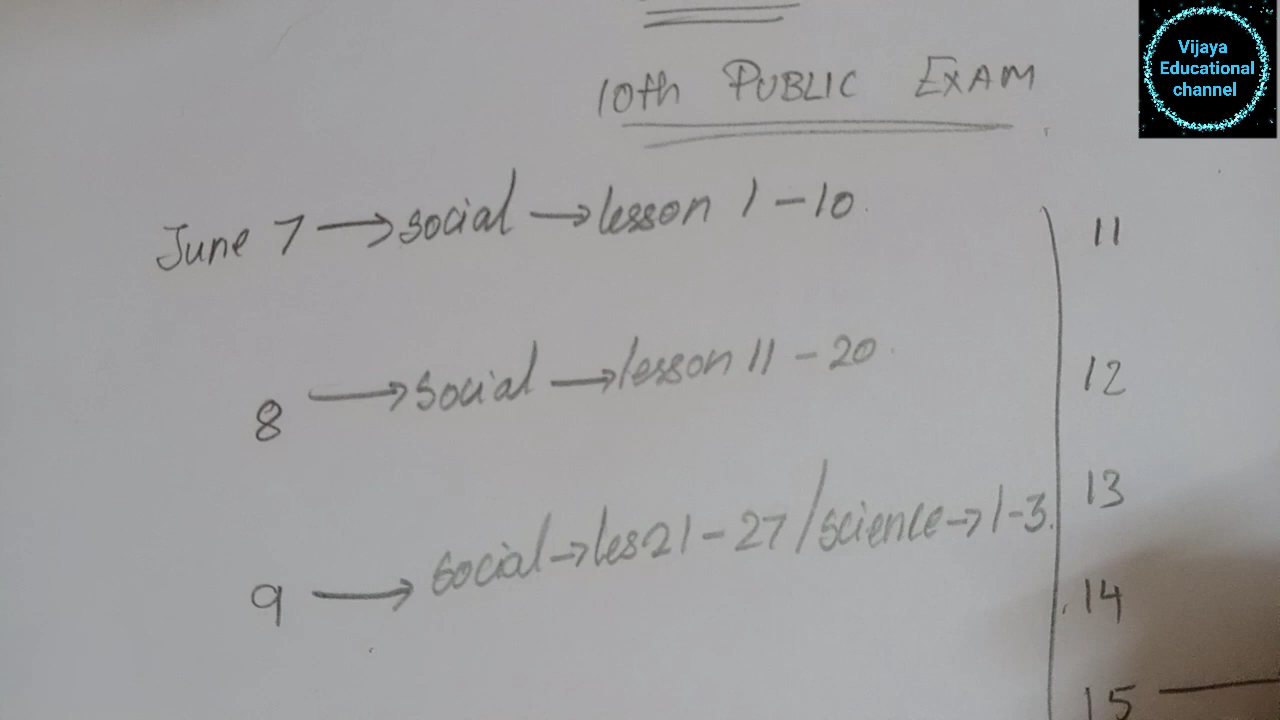 10th PUBLIC EXAM
June 7 → social → lesson 1 - 10
8 → social → lesson 11 - 20
9 → social → les 21 - 27 / science → 1 - 3.
11
12
13
14
15
Vijaya
Educational
channel